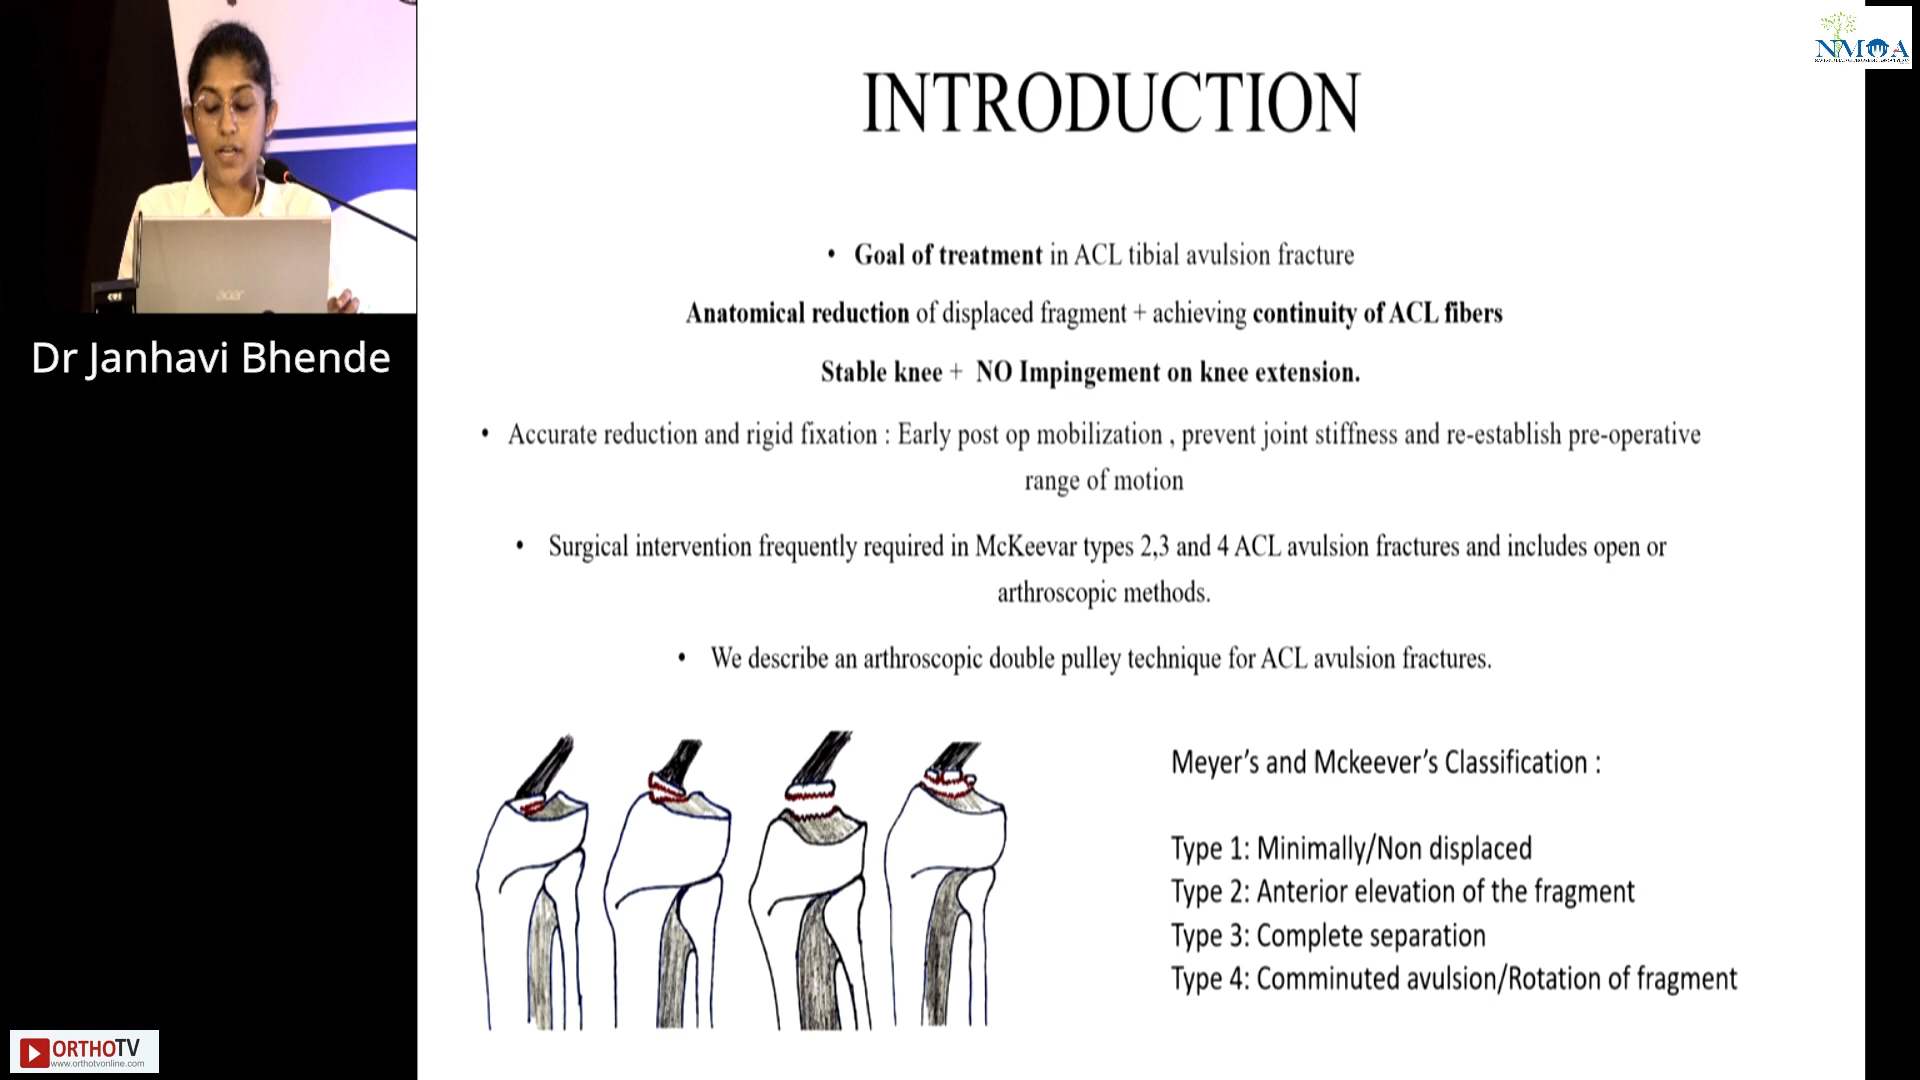 NMOA
INTRODUCTION
• Goal of treatment in ACL tibial avulsion fracture
Anatomical reduction of displaced fragment + achieving continuity of ACL fibers
Stable knee + NO Impingement on knee extension.
• Accurate reduction and rigid fixation : Early post op mobilization , prevent joint stiffness and re-establish pre-operative
range of motion
• Surgical intervention frequently required in McKeevar types 2,3 and 4 ACL avulsion fractures and includes open or
arthroscopic methods.
• We describe an arthroscopic double pulley technique for ACL avulsion fractures.
Meyer’s and Mckeever’s Classification :
Type 1: Minimally/Non displaced
Type 2: Anterior elevation of the fragment
Type 3: Complete separation
Type 4: Comminuted avulsion/Rotation of fragment
acer
Dr Janhavi Bhende
ORTHOTV
www.orthotvonline.com